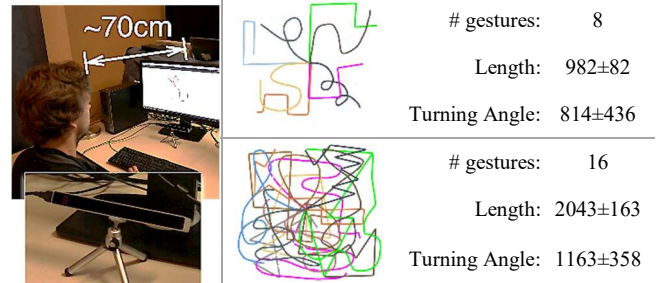 ~70cm
# gestures: 8
Length: 982±82
Turning Angle: 814±436
# gestures: 16
Length: 2043±163
Turning Angle: 1163±358